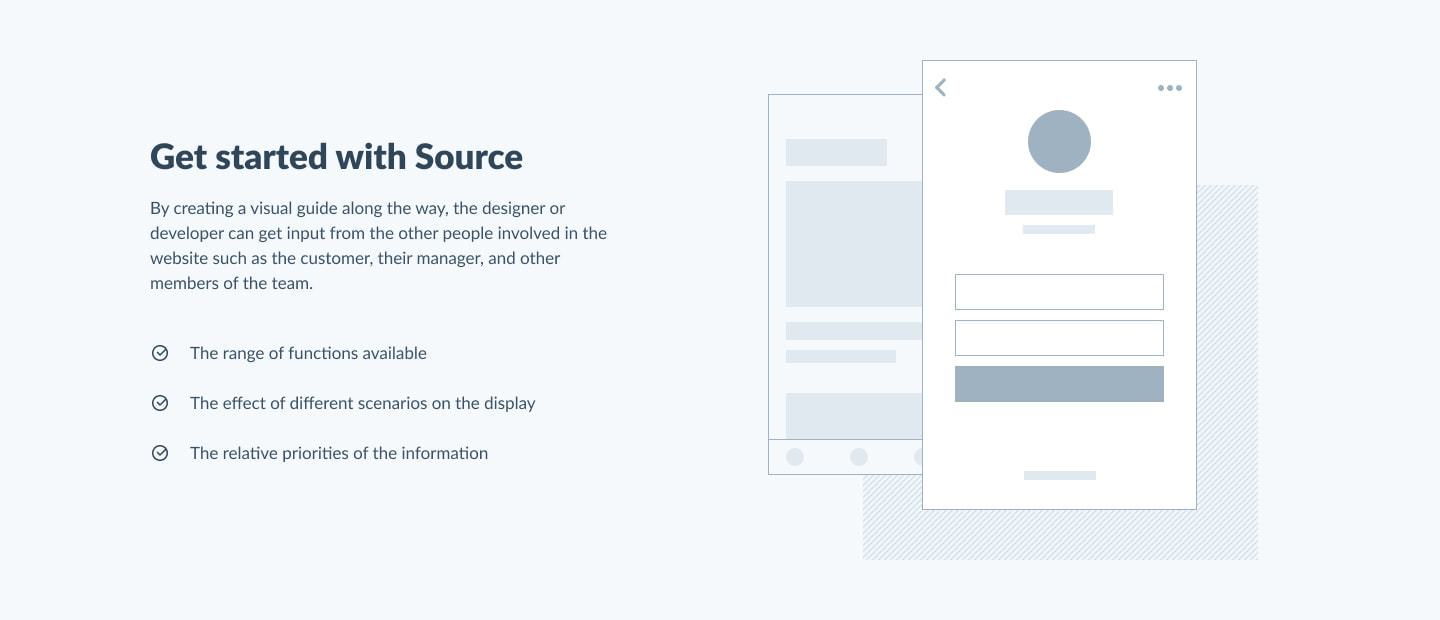 Get started with Source
By creating a visual guide along the way, the designer or
developer can get input from the other people involved in the
website such as the customer, their manager, and other
members of the team.
The range of functions available
The effect of different scenarios on the display
The relative priorities of the information